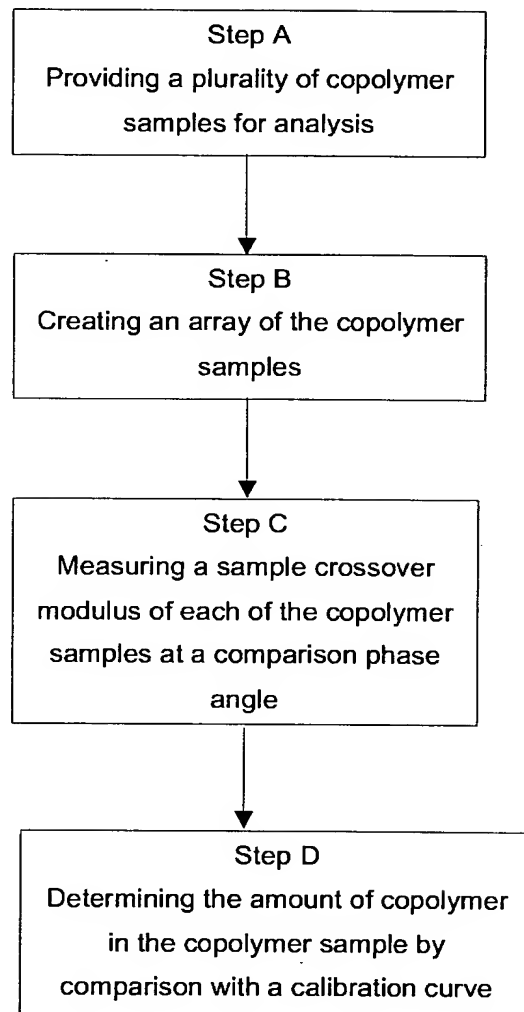 Step A
Providing a plurality of copolymer
samples for analysis
Step B
Creating an array of the copolymer
samples
Step C
Measuring a sample crossover
modulus of each of the copolymer
samples at a comparison phase
angle
Step D
Determining the amount of copolymer
in the copolymer sample by
comparison with a calibration curve